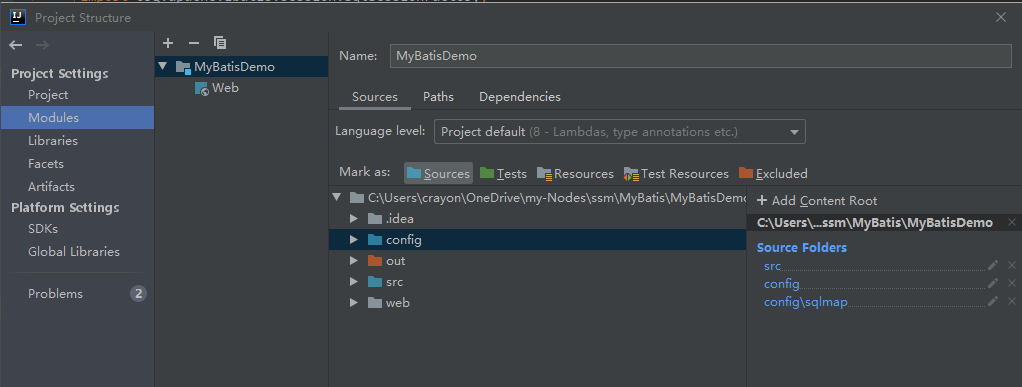 Project Structure
Project Settings
Project
Modules
Libraries
Facets
Artifacts
Platform Settings
SDKs
Global Libraries
Problems 2
MyBatisDemo
Web
Name: MyBatisDemo
Sources Paths Dependencies
Language level: Project default (8 - Lambdas, type annotations etc.)
Mark as: Sources Tests Resources Test Resources Excluded
C:\Users\crayon\OneDrive\my-Nodes\ssm\MyBatis\MyBatisDemo
.idea
config
out
src
web
+ Add Content Root
C:\Users\...ssm\MyBatis\MyBatisDemo
Source Folders
src
config
config\sqlmap